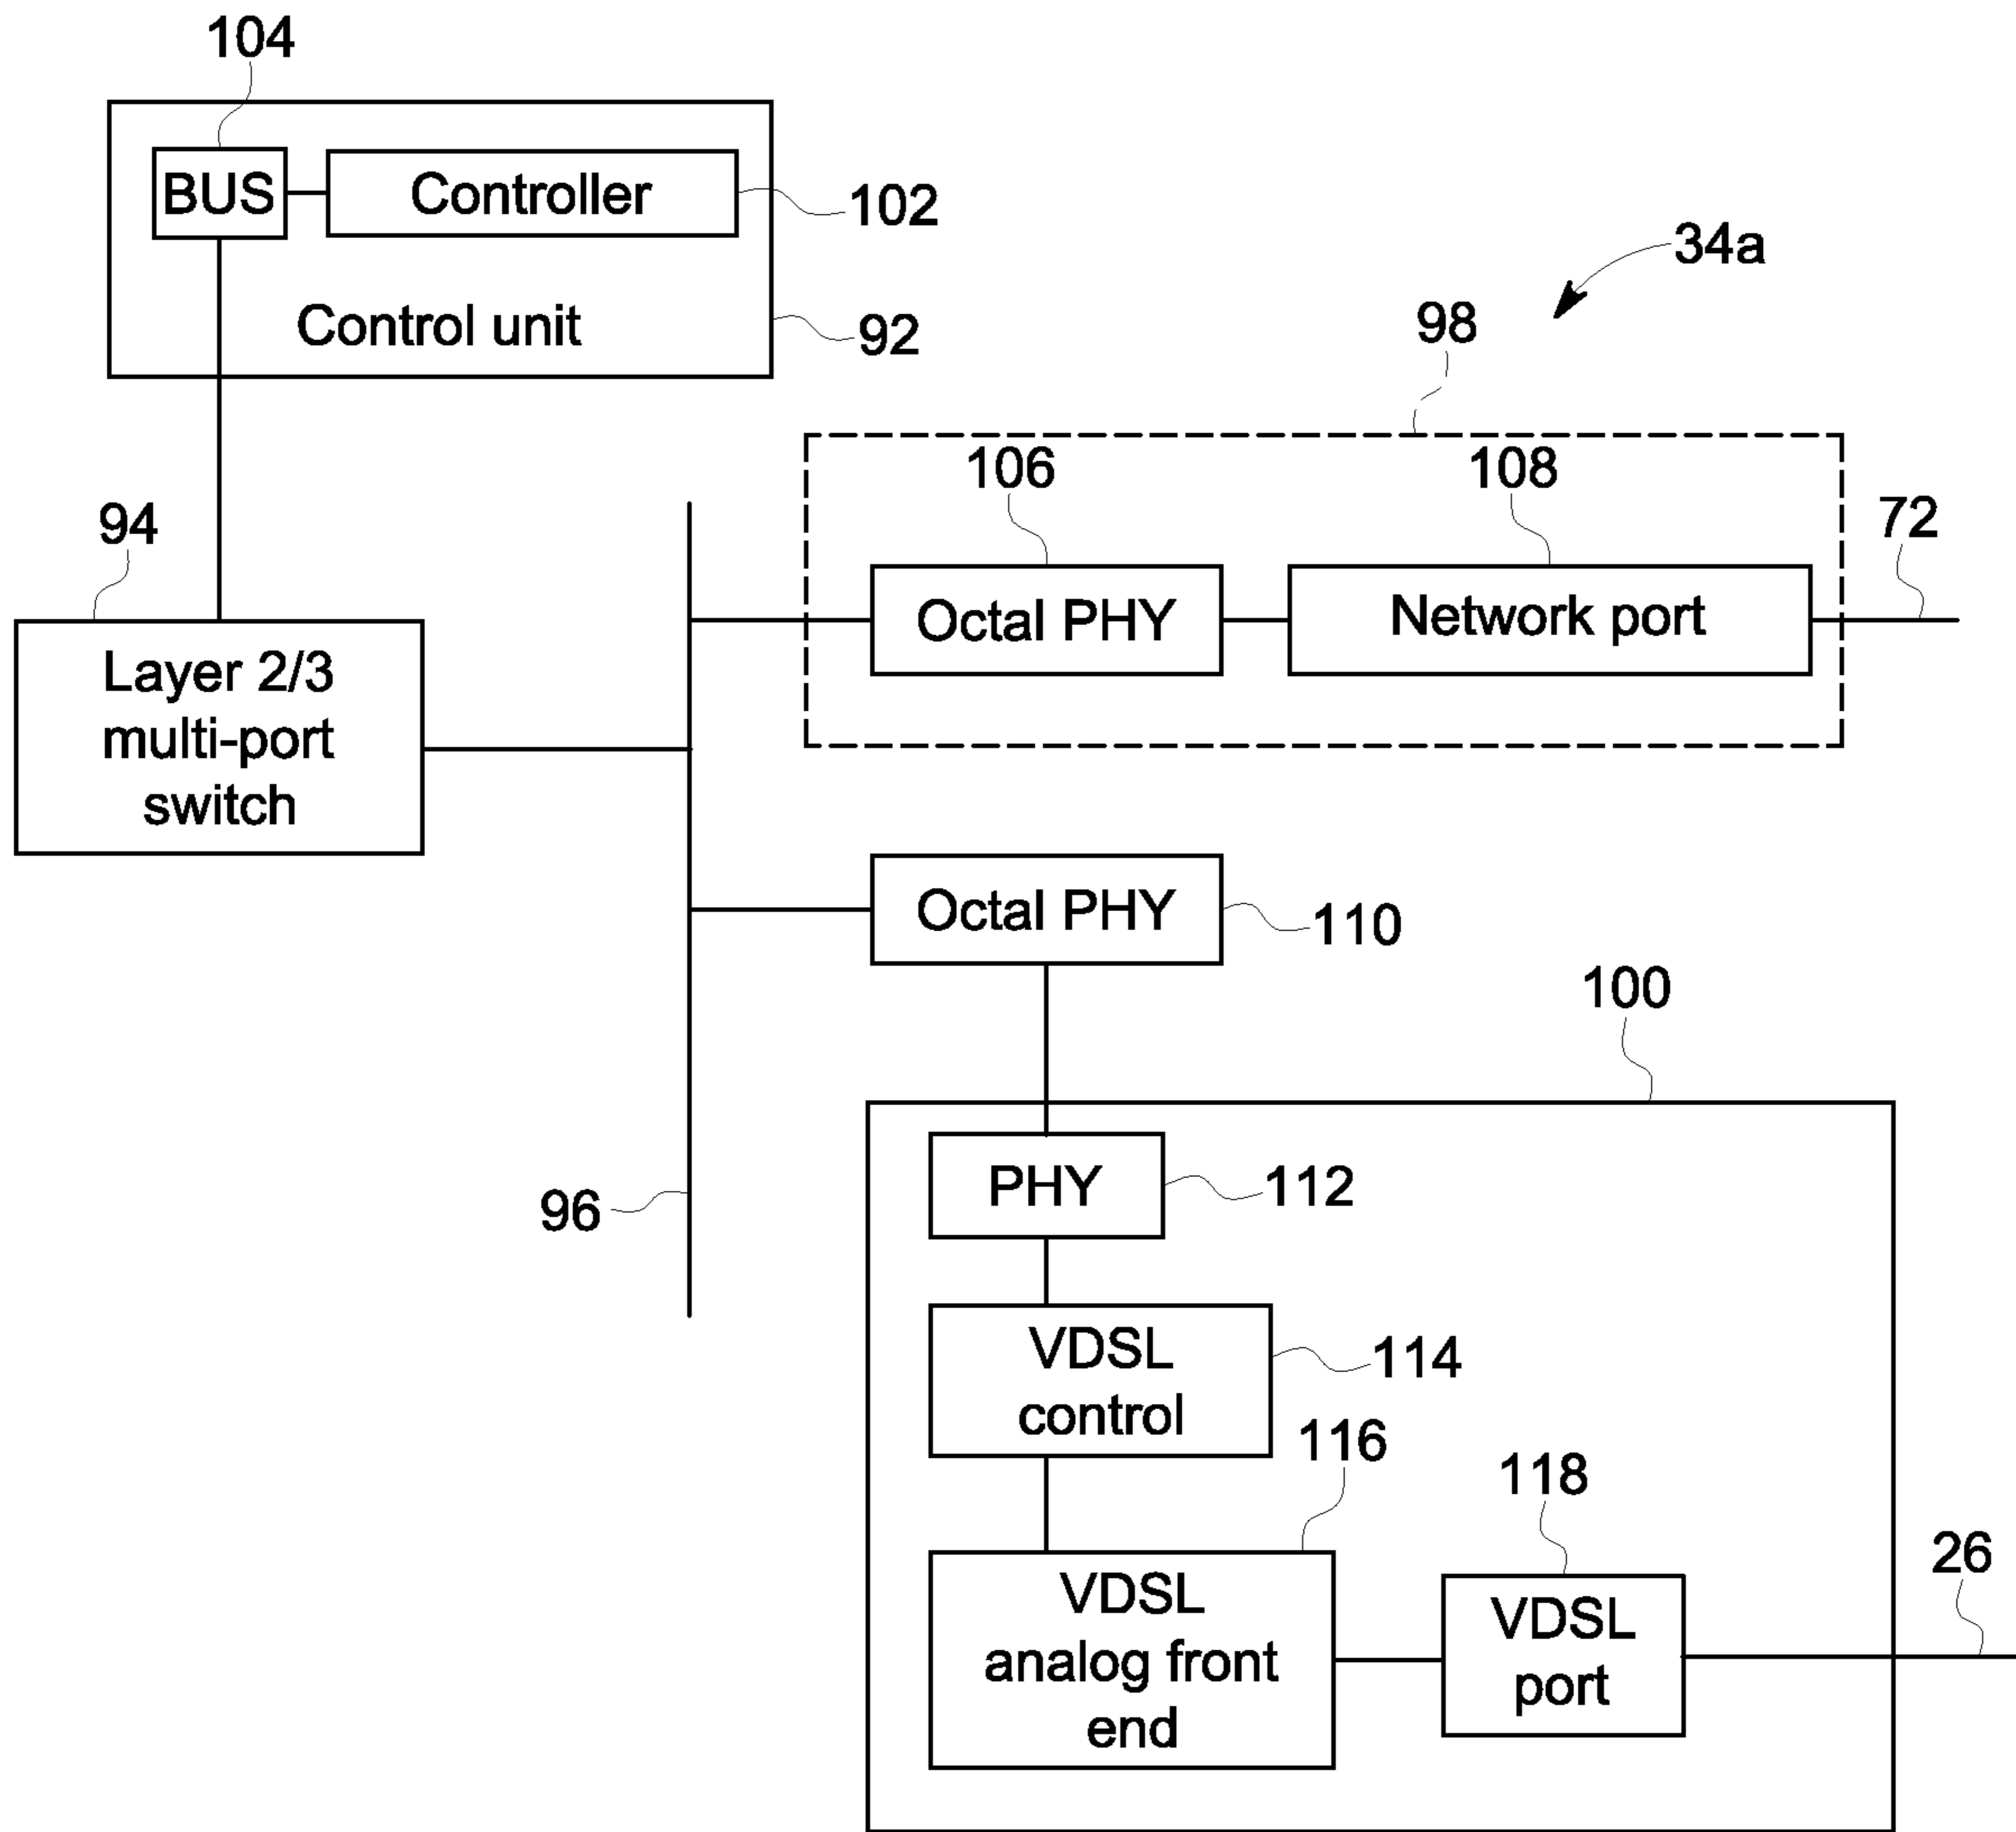 104
BUS
Controller
102
Control unit
92
34a
98
106
108
72
94
Octal PHY
Network port
Layer 2/3
multi-port
switch
Octal PHY
110
100
96
PHY
112
VDSL
control
114
116
118
26
VDSL
analog front
end
VDSL
port